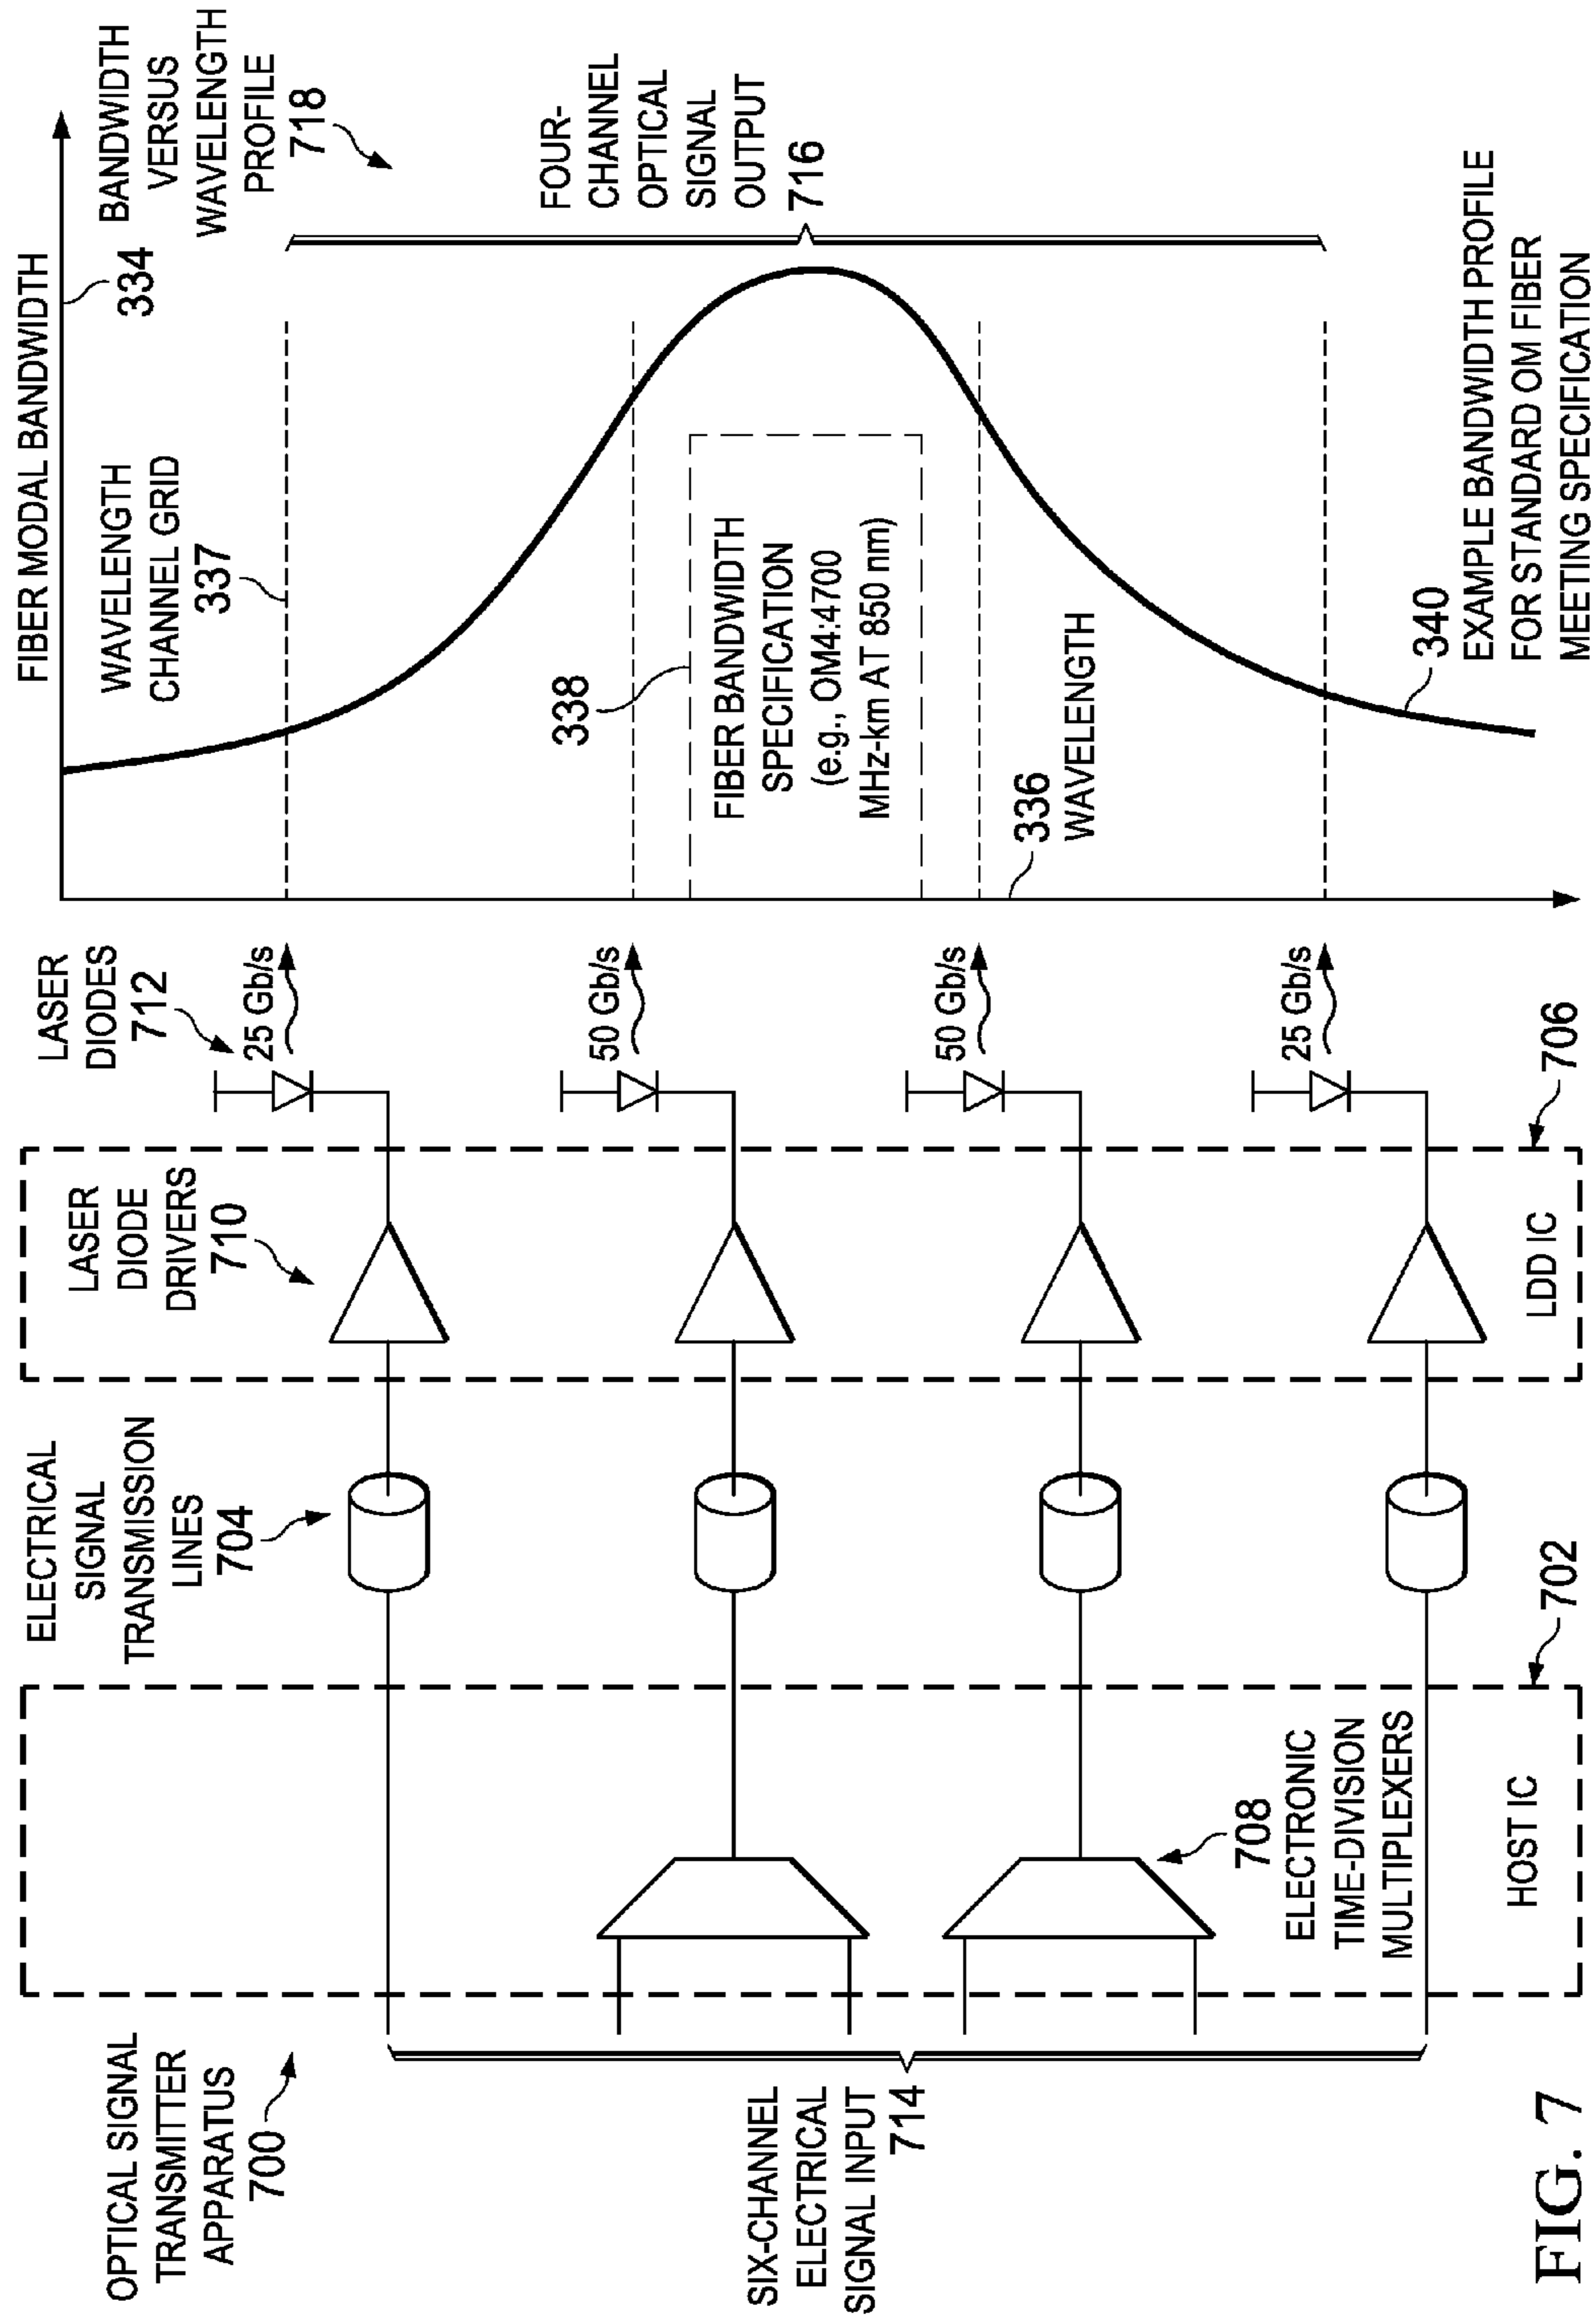 OPTICAL SIGNAL
TRANSMITTER
APPARATUS
700
SIX-CHANNEL
ELECTRICAL
SIGNAL INPUT
714
ELECTRICAL
SIGNAL
TRANSMISSION
LINES
704
708
ELECTRONIC
TIME-DIVISION
MULTIPLEXERS
HOST IC
702
LASER
DIODE
DRIVERS
710
LDD IC
706
LASER
DIODES
712
25 Gb/s
50 Gb/s
50 Gb/s
25 Gb/s
FIBER MODAL BANDWIDTH
334
BANDWIDTH
VERSUS
WAVELENGTH
PROFILE
718
WAVELENGTH
CHANNEL GRID
337
FOUR-
CHANNEL
OPTICAL
SIGNAL
OUTPUT
716
338
FIBER BANDWIDTH
SPECIFICATION
(e.g., OM4:4700
MHz-km AT 850 nm)
336
WAVELENGTH
340
EXAMPLE BANDWIDTH PROFILE
FOR STANDARD OM FIBER
MEETING SPECIFICATION
FIG. 7